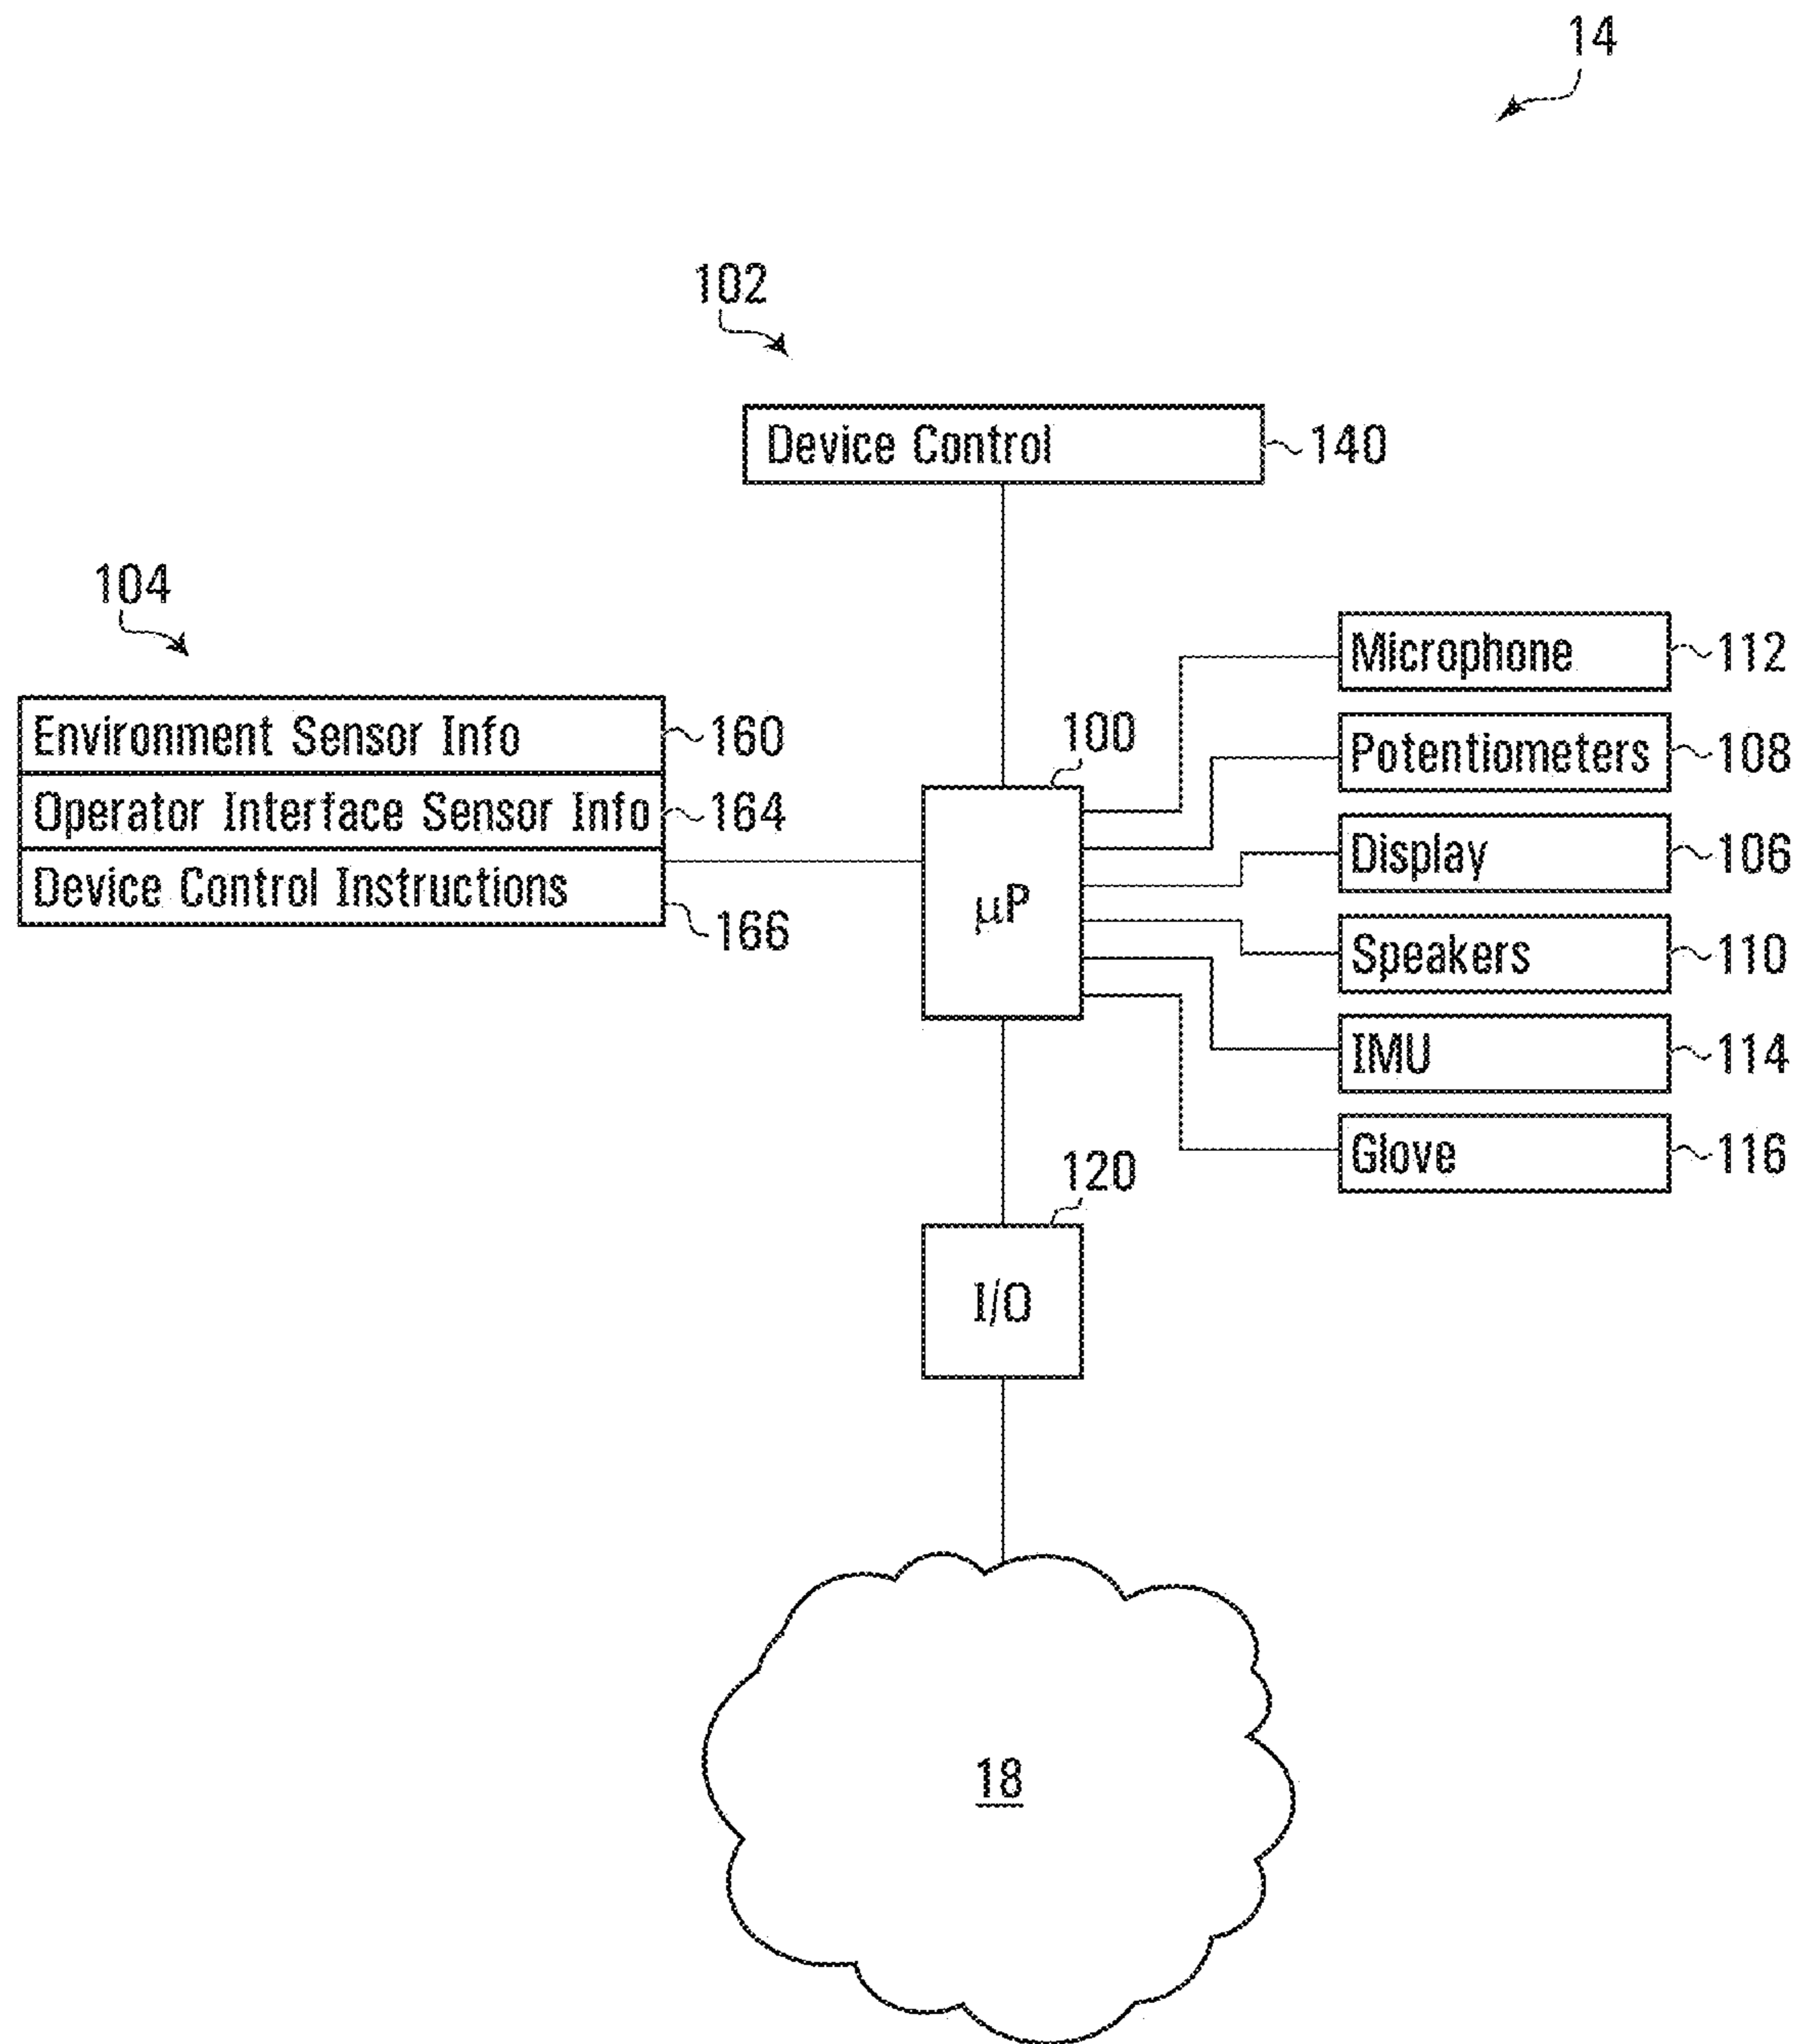 14
102
Device Control 140
104
Microphone 112
Environment Sensor Info 160
100
Potentiometers 108
Operator Interface Sensor Info 164
Display 106
Device Control Instructions 166
µP
Speakers 110
IMU 114
Glove 116
120
I/O
18